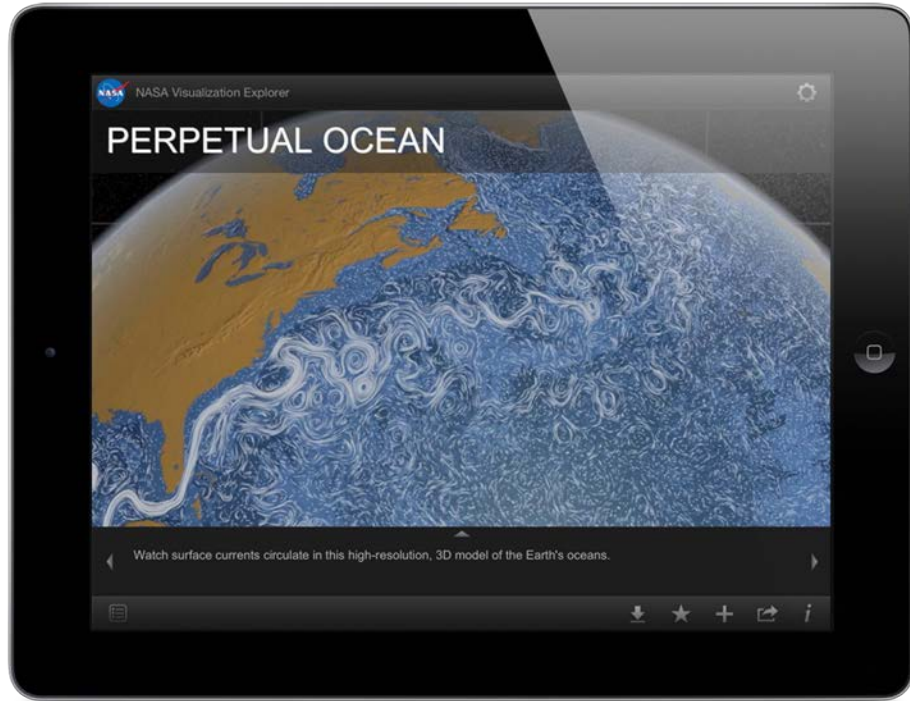 NASA
NASA Visualization Explorer
PERPETUAL OCEAN
Watch surface currents circulate in this high-resolution, 3D model of the Earth's oceans.
i